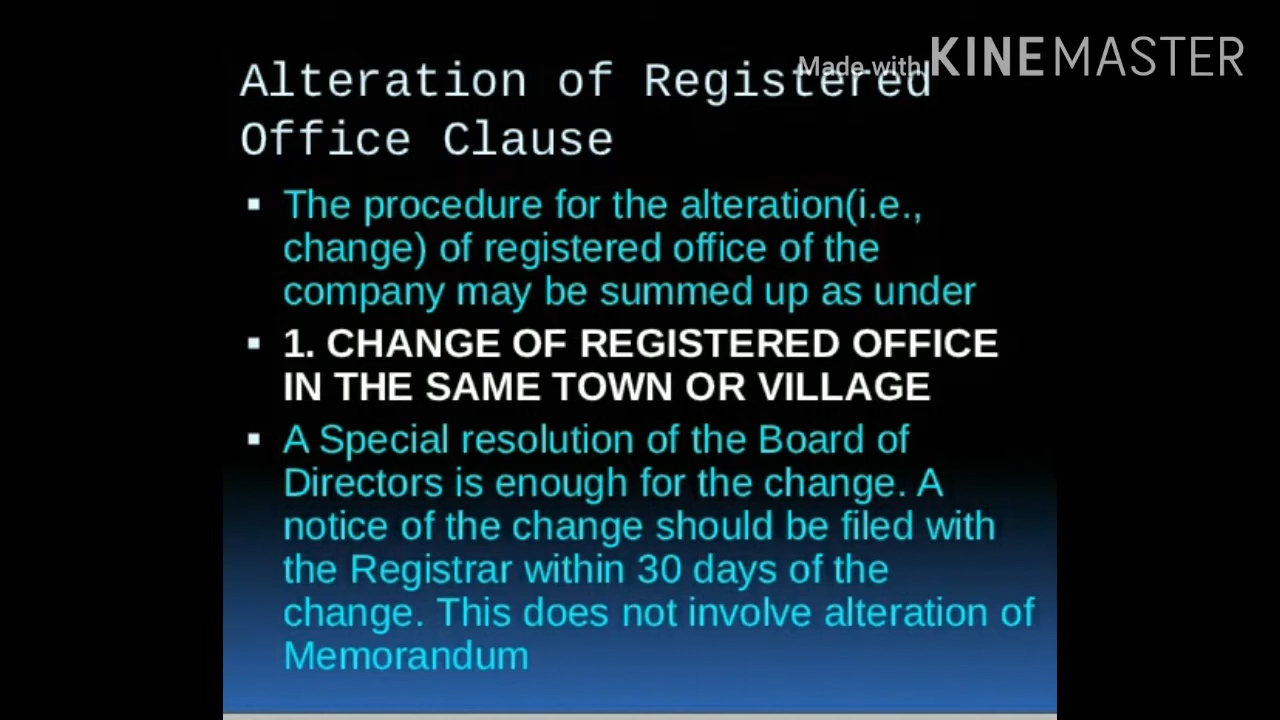 Made with KINEMASTER
Alteration of Registered
Office Clause
▪ The procedure for the alteration(i.e.,
change) of registered office of the
company may be summed up as under
▪ 1. CHANGE OF REGISTERED OFFICE
IN THE SAME TOWN OR VILLAGE
▪ A Special resolution of the Board of
Directors is enough for the change. A
notice of the change should be filed with
the Registrar within 30 days of the
change. This does not involve alteration of
Memorandum